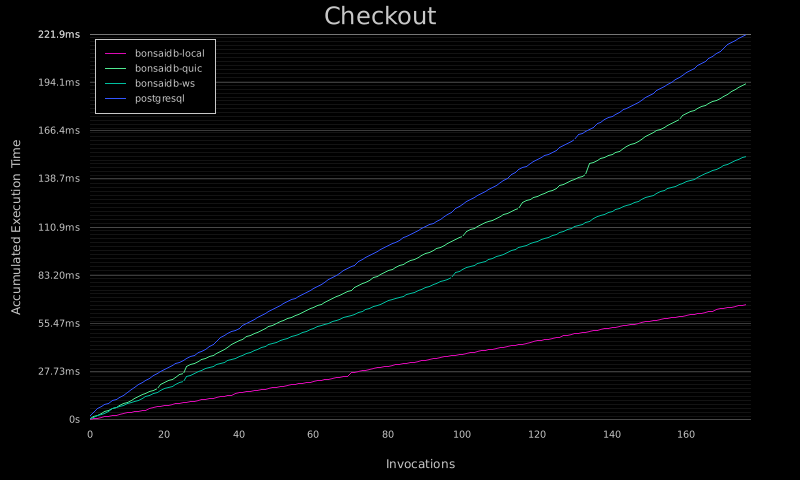 Checkout
221.9ms
194.1ms
166.4ms
138.7ms
110.9ms
83.20ms
55.47ms
27.73ms
0s
bonsaidb-local
bonsaidb-quic
bonsaidb-ws
postgresql
Accumulated Execution Time
0 20 40 60 80 100 120 140 160
Invocations